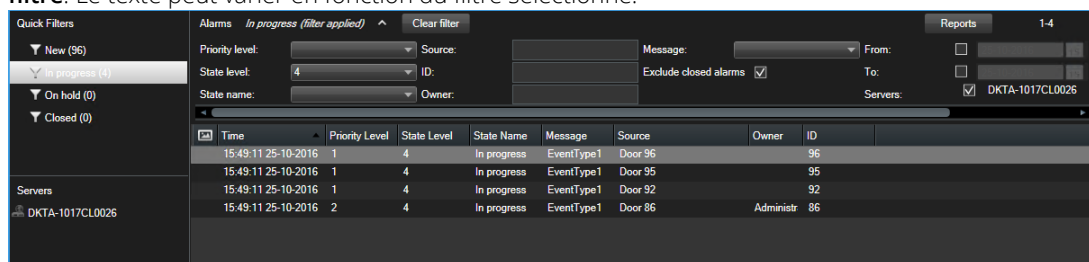 filtre. Le texte peut varier en fonction du filtre sélectionné.
Quick Filters
New (96)
In progress (4)
On hold (0)
Closed (0)
Servers
DKTA-1017CL0026
Alarms In progress (filter applied) Clear filter Reports 1-4
Priority level: Source: Message: From:
State level: 4 ID: Exclude closed alarms To:
State name: Owner: Servers: DKTA-1017CL0026
Time Priority Level State Level State Name Message Source Owner ID
15:49:11 25-10-2016 1 4 In progress EventType1 Door 96 96
15:49:11 25-10-2016 1 4 In progress EventType1 Door 95 95
15:49:11 25-10-2016 1 4 In progress EventType1 Door 92 92
15:49:11 25-10-2016 2 4 In progress EventType1 Door 86 Administr 86